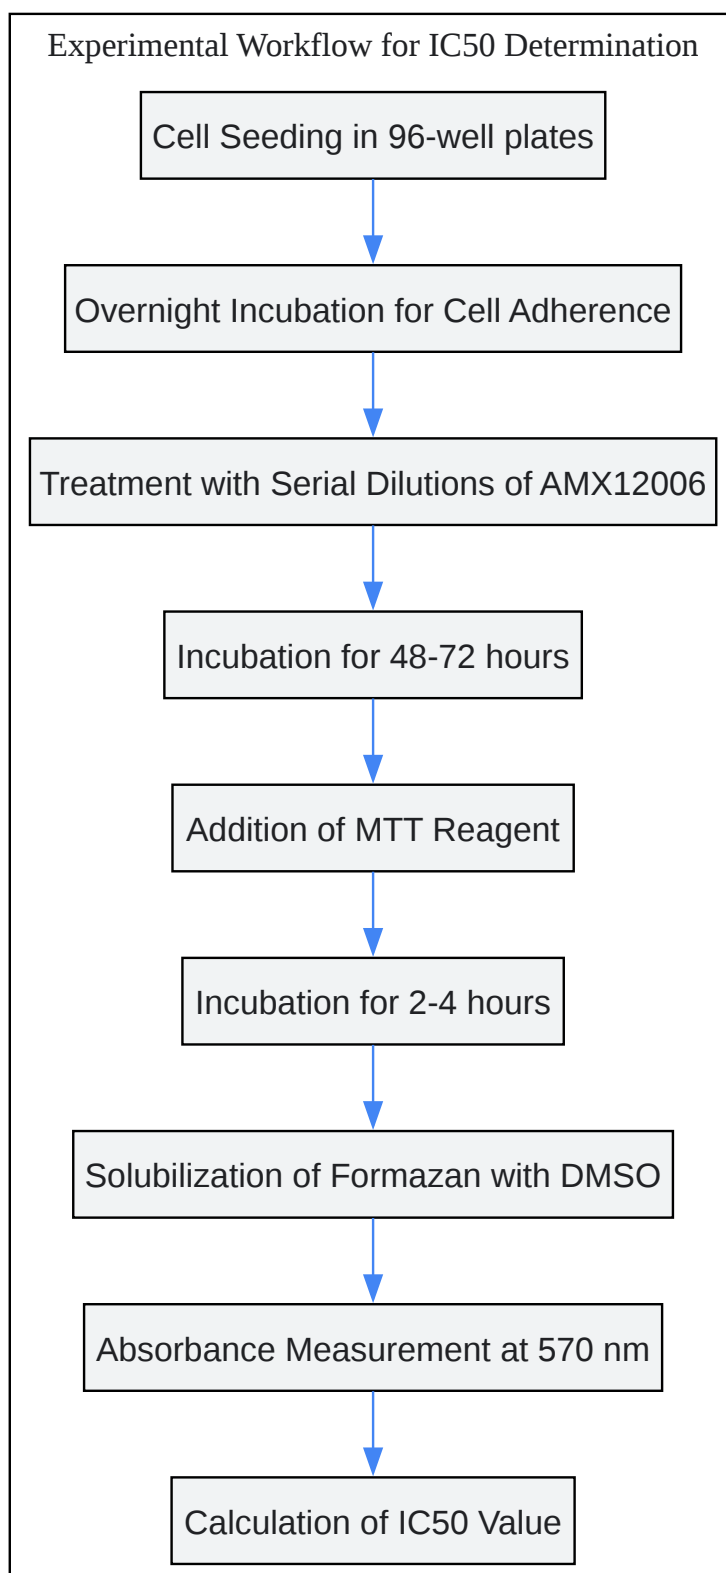 Experimental Workflow for IC50 Determination
Cell Seeding in 96-well plates
Overnight Incubation for Cell Adherence
Treatment with Serial Dilutions of AMX12006
Incubation for 48-72 hours
Addition of MTT Reagent
Incubation for 2-4 hours
Solubilization of Formazan with DMSO
Absorbance Measurement at 570 nm
Calculation of IC50 Value